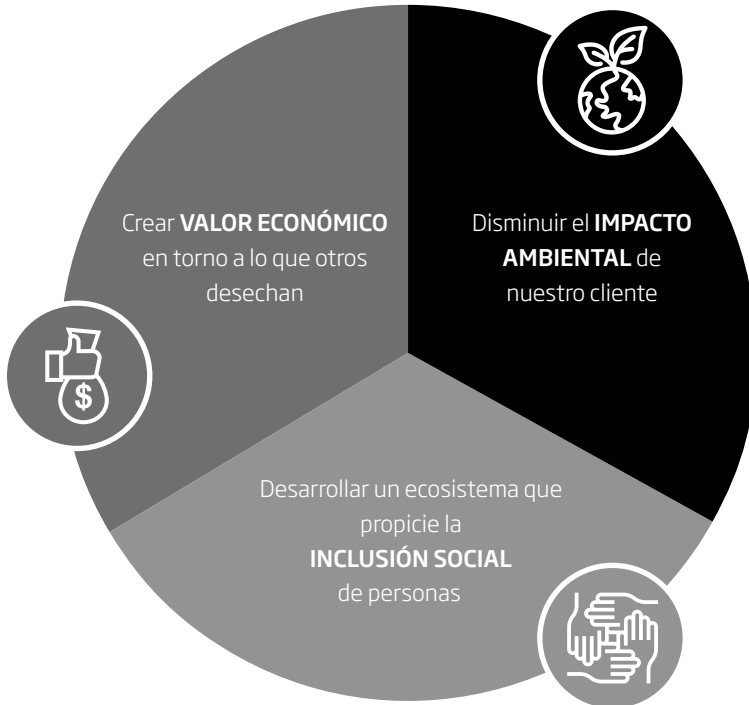 Crear VALOR ECONÓMICO
en torno a lo que otros
desechan
Disminuir el IMPACTO
AMBIENTAL de
nuestro cliente
$
Desarrollar un ecosistema que
propicie la
INCLUSIÓN SOCIAL
de personas